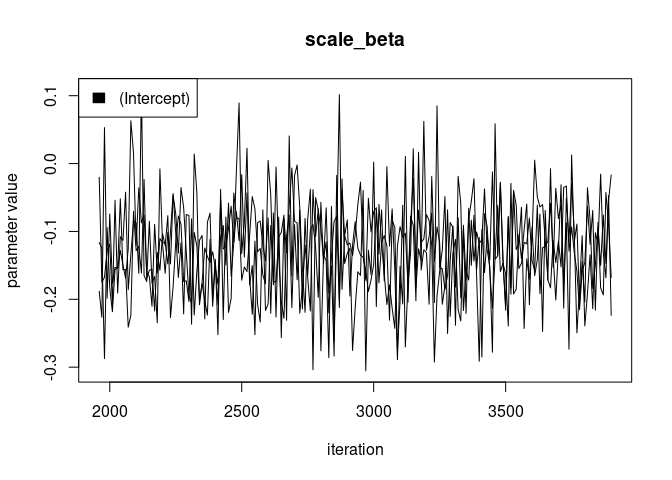 scale_beta
(Intercept)
parameter value
0.1
0.0
-0.1
-0.2
-0.3
2000 2500 3000 3500
iteration